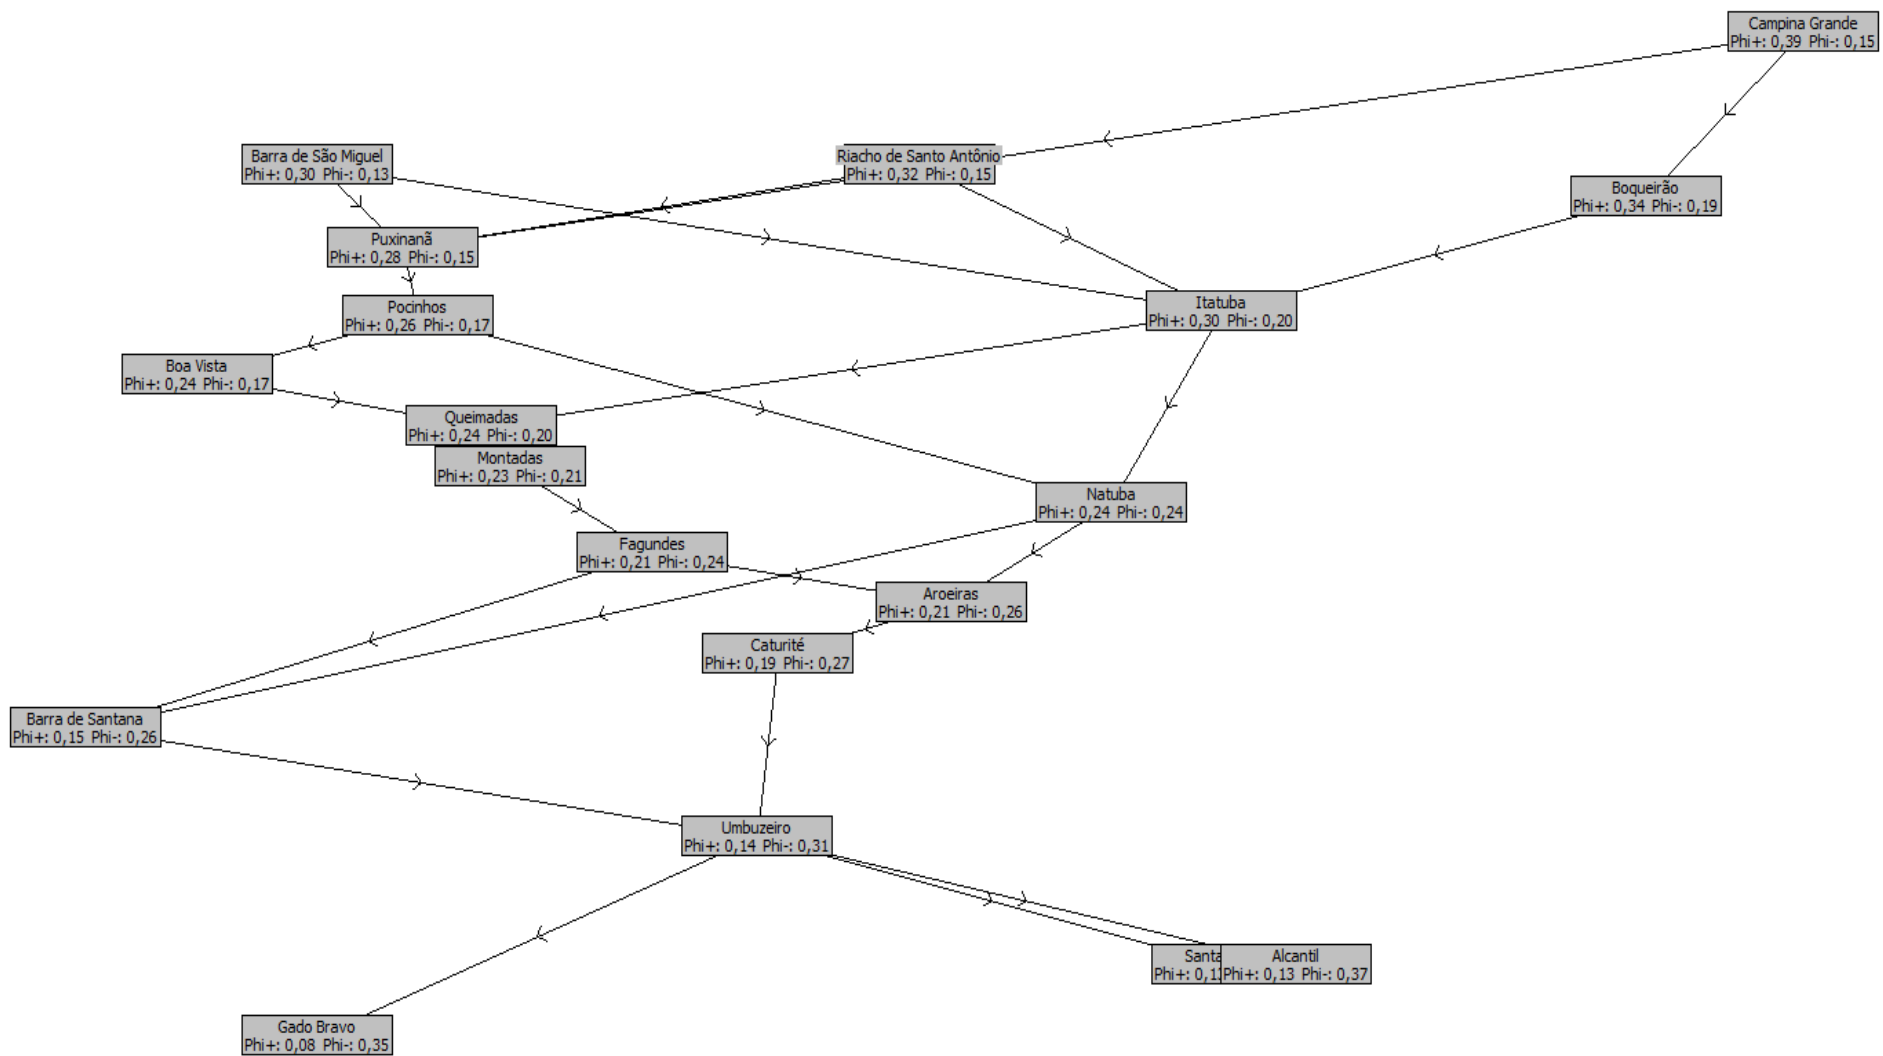 Campina Grande
Phi+: 0,39 Phi-: 0,15
Barra de São Miguel
Phi+: 0,30 Phi-: 0,13
Riacho de Santo Antônio
Phi+: 0,32 Phi-: 0,15
Boqueirão
Phi+: 0,34 Phi-: 0,19
Puxinanã
Phi+: 0,28 Phi-: 0,15
Pocinhos
Phi+: 0,26 Phi-: 0,17
Itatuba
Phi+: 0,30 Phi-: 0,20
Boa Vista
Phi+: 0,24 Phi-: 0,17
Queimadas
Phi+: 0,24 Phi-: 0,20
Montadas
Phi+: 0,23 Phi-: 0,21
Natuba
Phi+: 0,24 Phi-: 0,24
Fagundes
Phi+: 0,21 Phi-: 0,24
Aroeiras
Phi+: 0,21 Phi-: 0,26
Caturité
Phi+: 0,19 Phi-: 0,27
Barra de Santana
Phi+: 0,15 Phi-: 0,26
Umbuzeiro
Phi+: 0,14 Phi-: 0,31
Santa
Phi+:
Alcantil
Phi+: 0,13 Phi-: 0,37
Gado Bravo
Phi+: 0,08 Phi-: 0,35